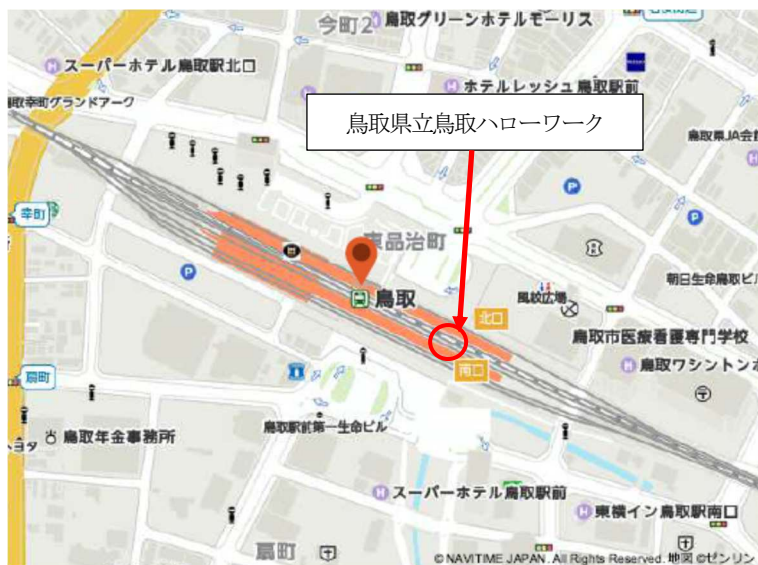 今町2
鳥取グリーンホテルモーリス
スーパーホテル鳥取駅北口
ホテルレッシュ鳥取駅前
鳥取幸町グランドアーク
鳥取県立鳥取ハローワーク
鳥取県JA会館
幸町
東品治町
朝日生命鳥取ビル
風紋広場
鳥取
北口
鳥取市医療看護専門学校
南口
鳥取ワシントンホ
扇町
鳥取駅前第一生命ビル
トヨタ
鳥取年金事務所
スーパーホテル鳥取駅前
東横イン鳥取駅南口
扇町
© NAVITIME JAPAN. All Rights Reserved. 地図 ©ゼンリン